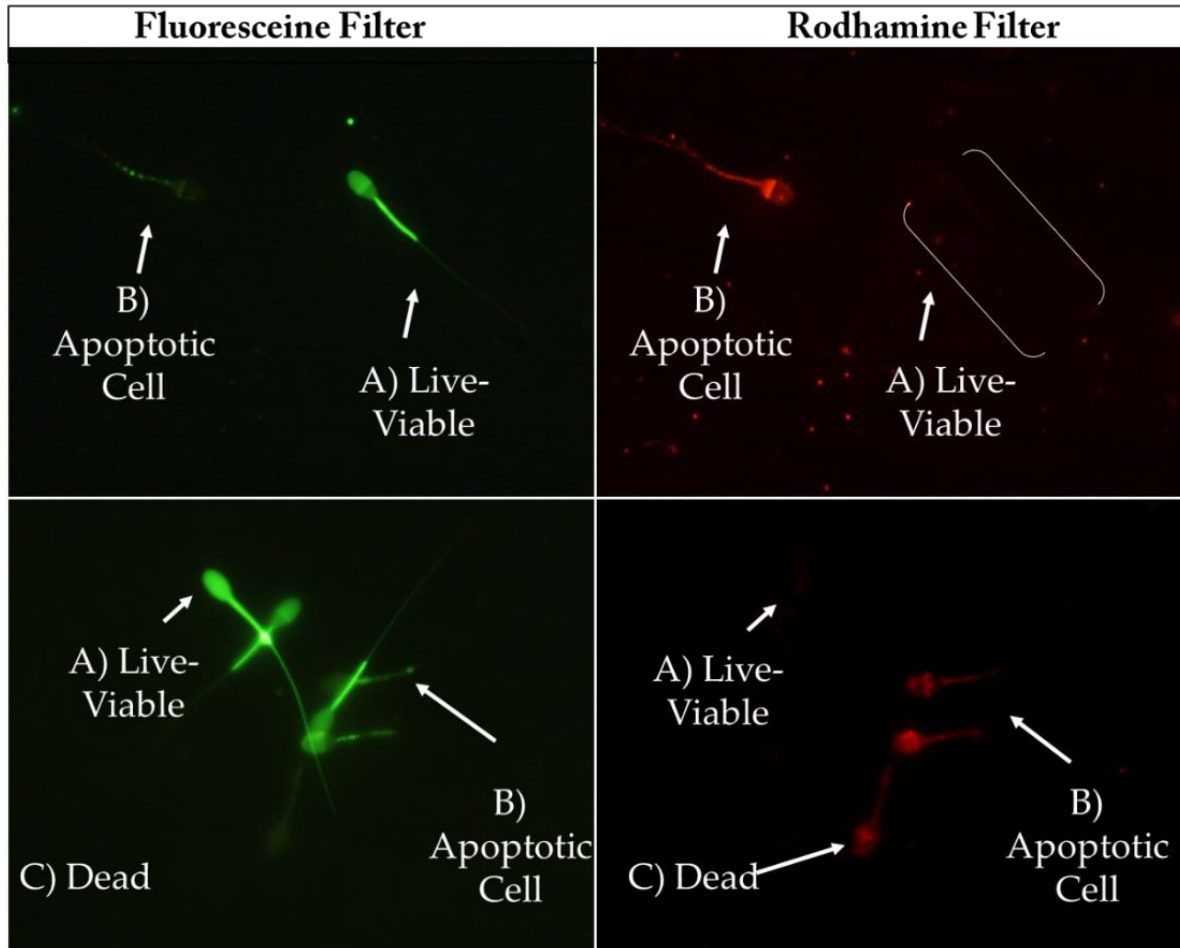 Fluoresceine Filter
Rodhamine Filter
B)
Apoptotic
Cell
A) Live-
Viable
B)
Apoptotic
Cell
A) Live-
Viable
A) Live-
Viable
B)
Apoptotic
Cell
C) Dead
A) Live-
Viable
B)
Apoptotic
Cell
C) Dead